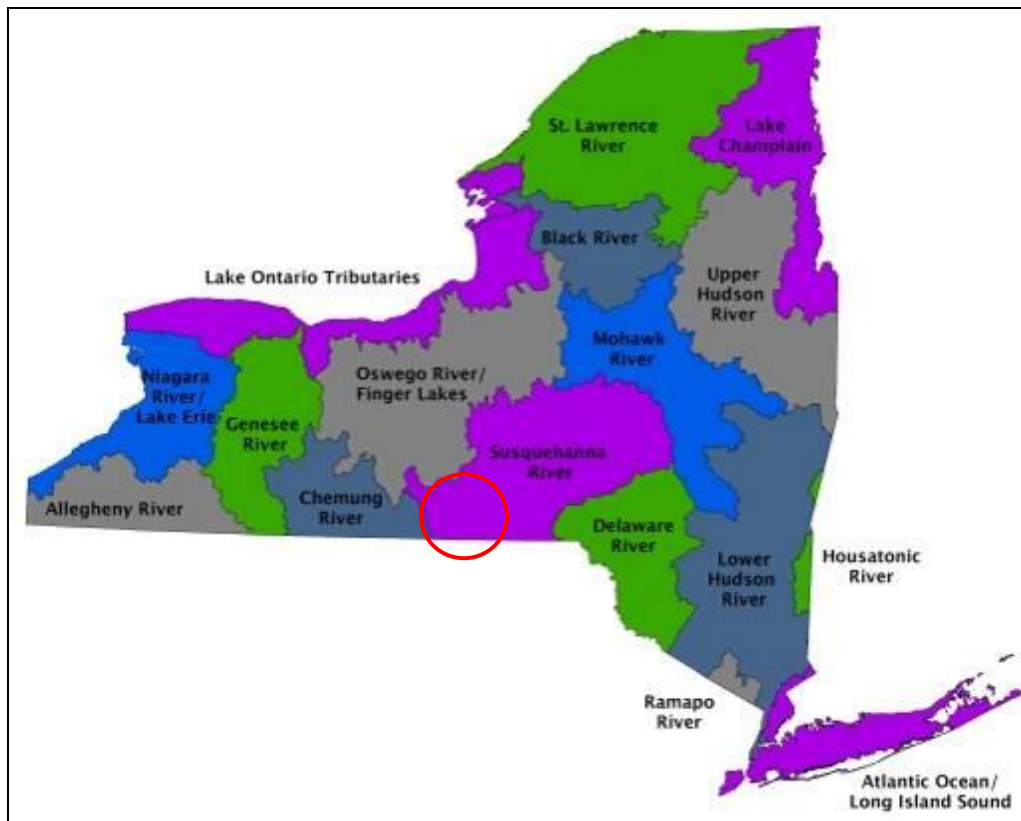 St. Lawrence
River
Lake
Champlain
Black River
Lake Ontario Tributaries
Upper
Hudson
River
Mohawk
River
Oswego River/
Finger Lakes
Niagara
River/
Lake Erie
Genesee
River
Susquehanna
River
Chemung
River
Allegheny River
Delaware
River
Lower
Hudson
River
Housatonic
River
Ramapo
River
Atlantic Ocean/
Long Island Sound